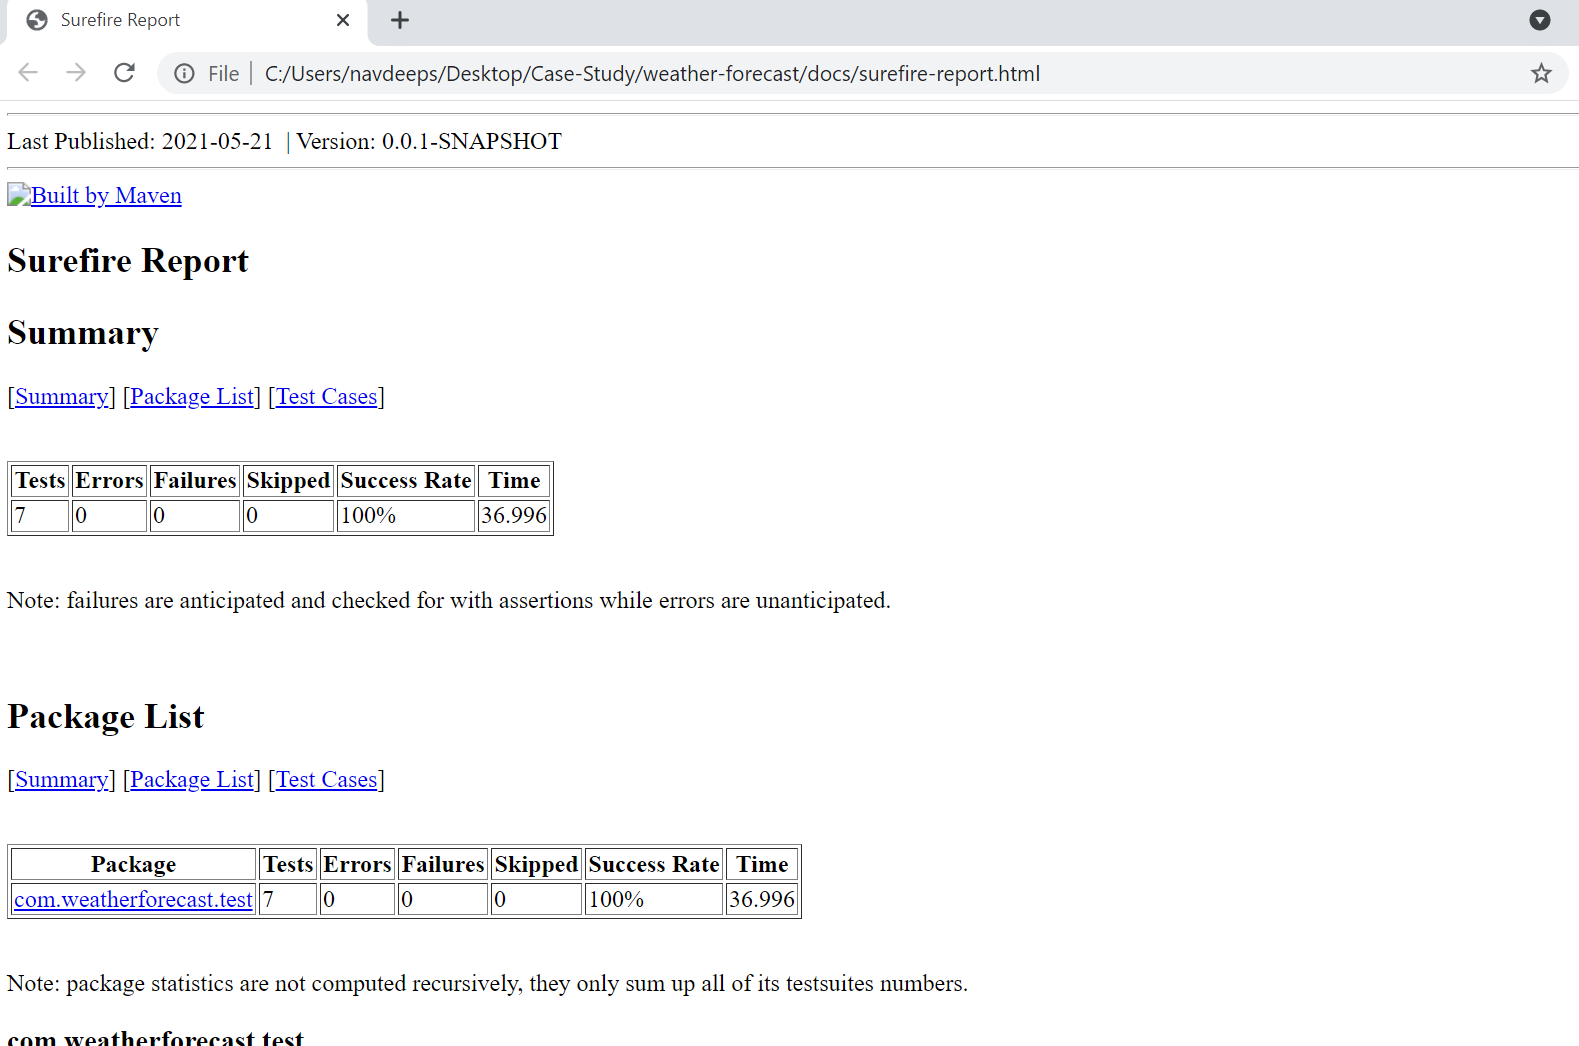 Surefire Report
File | C:/Users/navdeeps/Desktop/Case-Study/weather-forecast/docs/surefire-report.html
Last Published: 2021-05-21 | Version: 0.0.1-SNAPSHOT
Built by Maven
Surefire Report
Summary
[Summary] [Package List] [Test Cases]
Tests Errors Failures Skipped Success Rate Time
7 0 0 0 100% 36.996
Note: failures are anticipated and checked for with assertions while errors are unanticipated.
Package List
[Summary] [Package List] [Test Cases]
Package Tests Errors Failures Skipped Success Rate Time
com.weatherforecast.test 7 0 0 0 100% 36.996
Note: package statistics are not computed recursively, they only sum up all of its testsuites numbers.
com.weatherforecast.test